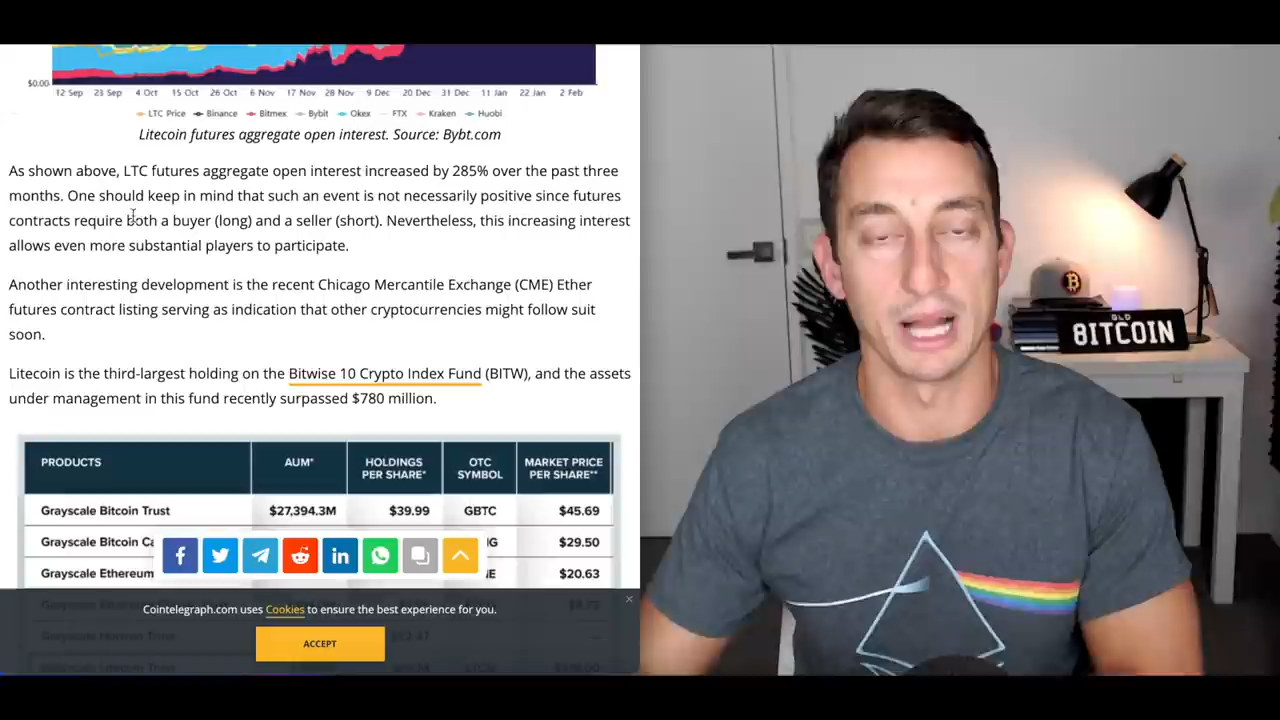 $0.00
12 Sep 23 Sep 4 Oct 15 Oct 26 Oct 6 Nov 17 Nov 28 Nov 9 Dec 20 Dec 31 Dec 11 Jan 22 Jan 2 Feb
LTC Price Binance Bitmex Bybit Okex FTX Kraken Huobi
Litecoin futures aggregate open interest. Source: Bybt.com
As shown above, LTC futures aggregate open interest increased by 285% over the past three
months. One should keep in mind that such an event is not necessarily positive since futures
contracts require both a buyer (long) and a seller (short). Nevertheless, this increasing interest
allows even more substantial players to participate.
Another interesting development is the recent Chicago Mercantile Exchange (CME) Ether
futures contract listing serving as indication that other cryptocurrencies might follow suit
soon.
Litecoin is the third-largest holding on the Bitwise 10 Crypto Index Fund (BITW), and the assets
under management in this fund recently surpassed $780 million.
PRODUCTS AUM* HOLDINGS PER SHARE* OTC SYMBOL MARKET PRICE PER SHARE**
Grayscale Bitcoin Trust $27,394.3M $39.99 GBTC $45.69
Grayscale Bitcoin Ca $29.50
Grayscale Ethereum $20.63
Cointelegraph.com uses Cookies to ensure the best experience for you.
ACCEPT
QLD
BITCOIN